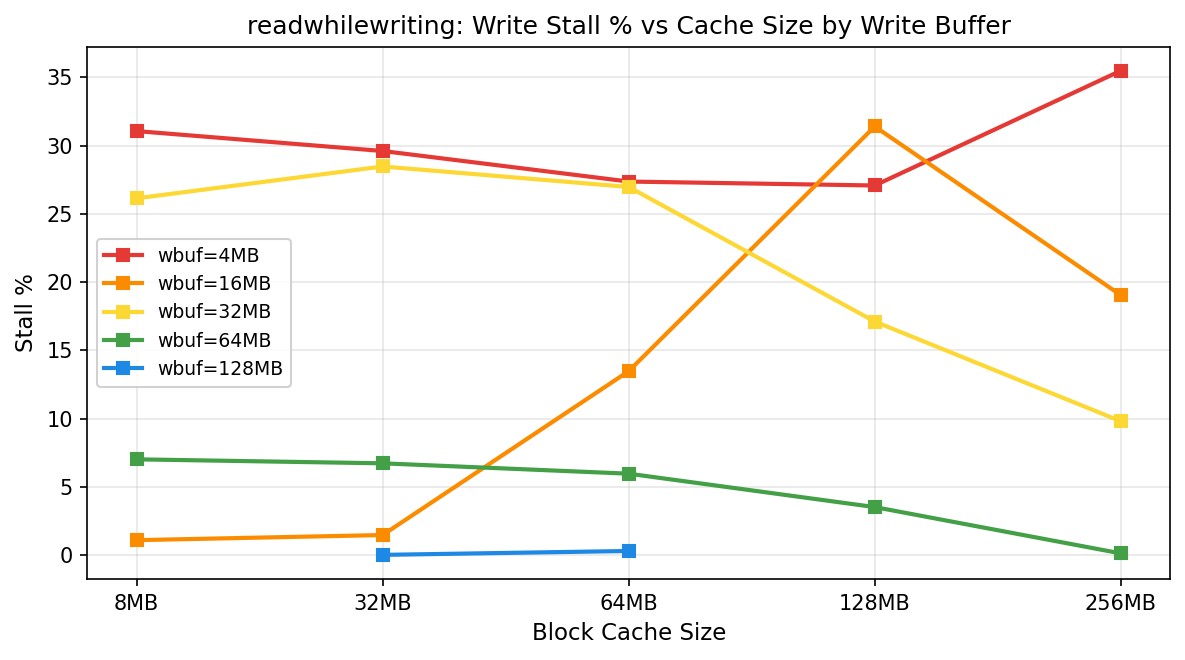 readwhilewriting: Write Stall % vs Cache Size by Write Buffer
Stall %
35
30
25
20
15
10
5
0
wbuf=4MB
wbuf=16MB
wbuf=32MB
wbuf=64MB
wbuf=128MB
8MB 32MB 64MB 128MB 256MB
Block Cache Size